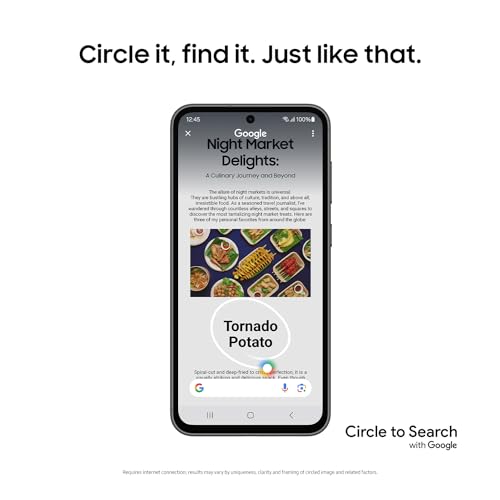 Circle it, find it. Just like that.
12:45
100%
Google
Night Market
Delights:
A Culinary Journey and Beyond
The allure of night markets is universal.
They are bustling hubs of culture, tradition, and above all,
irresistible food. As a seasoned travel journalist, I've
wandered through countless alleys, streets, and squares to
discover the most tantalizing night market treats. Here are
three of my personal favorites from around the globe:
Tornado
Potato
Spiral-cut and deep-fried to
perfection, it is a
Circle to Search
with Google
Requires internet connection; results may vary by uniqueness, clarity and framing of circled image and related factors.